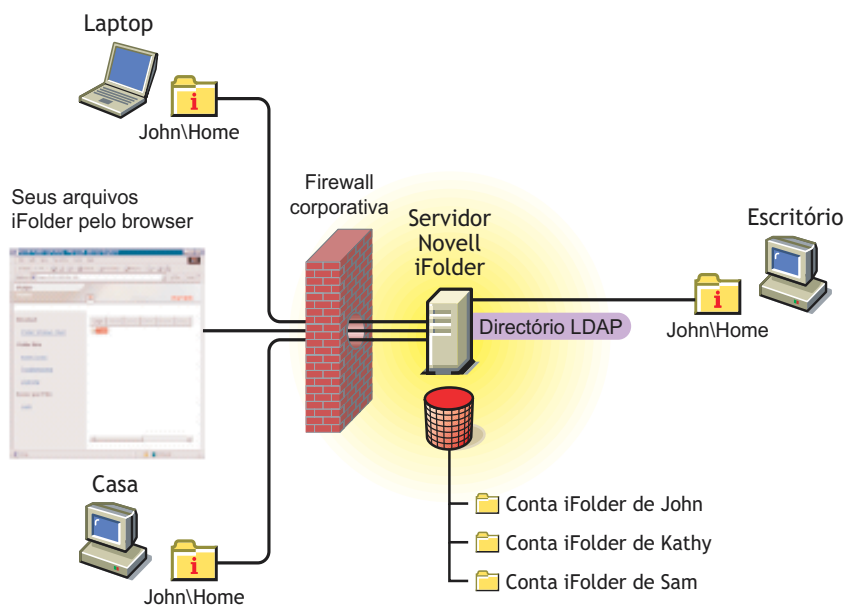 Laptop
John\Home
Seus arquivos
iFolder pelo browser
Firewall
corporativa
Servidor
Novell
iFolder
Directório LDAP
Escritório
John\Home
Casa
John\Home
Conta iFolder de John
Conta iFolder de Kathy
Conta iFolder de Sam